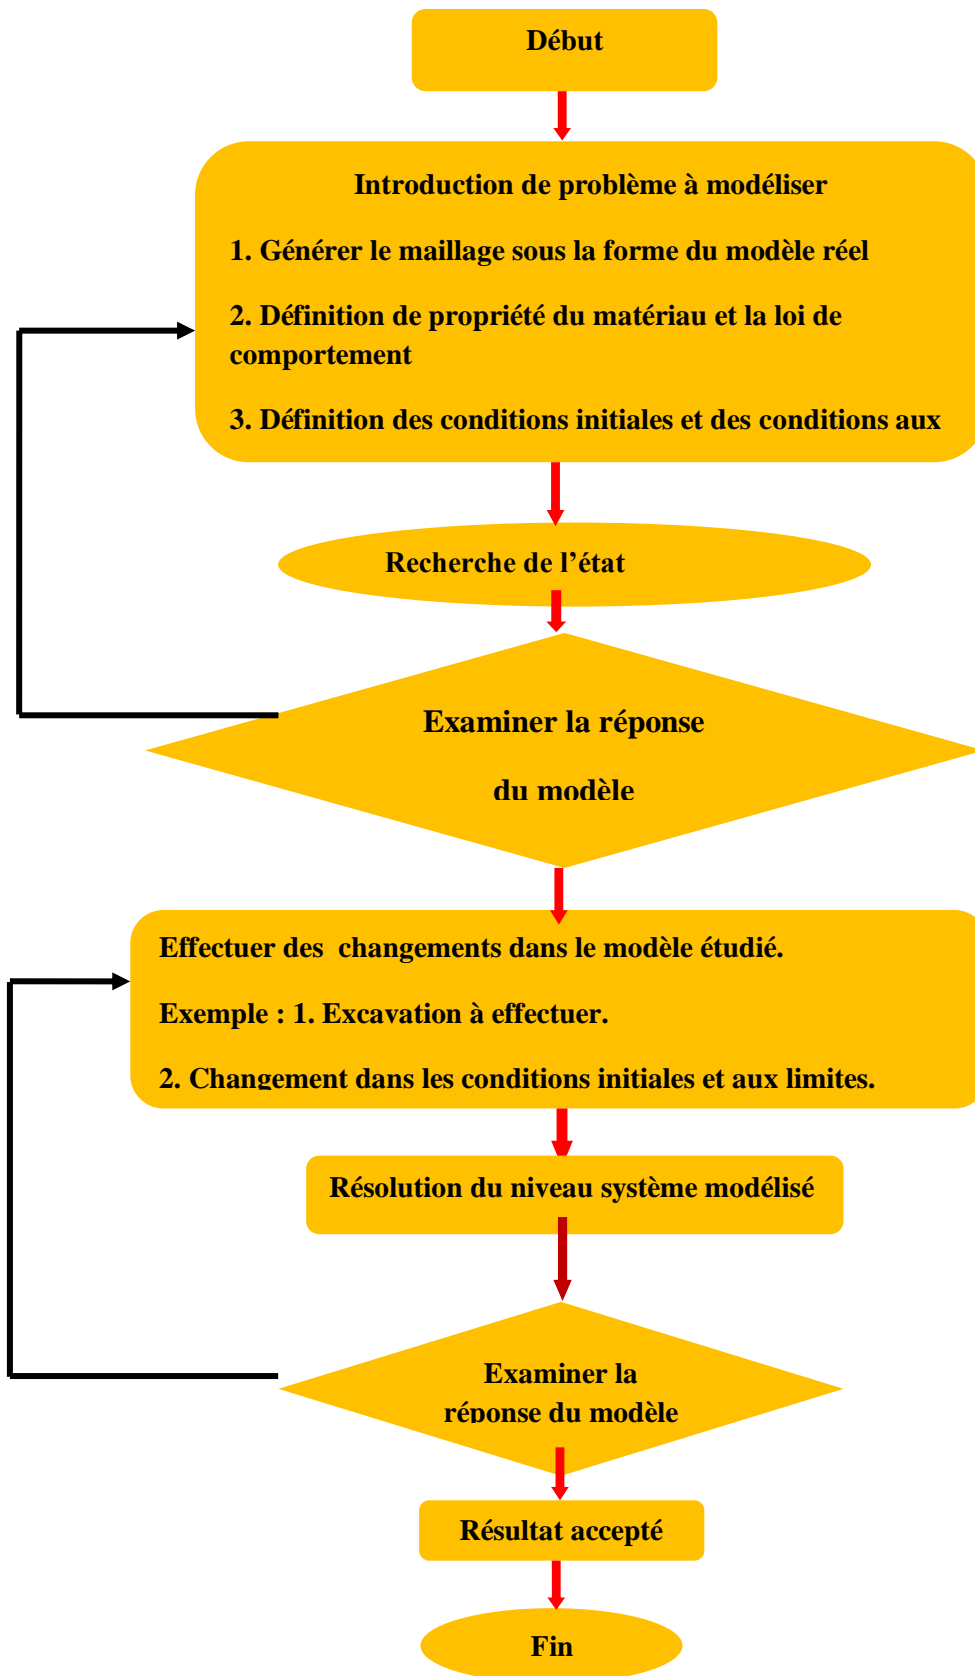 Début
Introduction de problème à modéliser
1. Générer le maillage sous la forme du modèle réel
2. Définition de propriété du matériau et la loi de
comportement
3. Définition des conditions initiales et des conditions aux
Recherche de l’état
Examiner la réponse
du modèle
Effectuer des  changements dans le modèle étudié.
Exemple : 1. Excavation à effectuer.
2. Changement dans les conditions initiales et aux limites.
Résolution du niveau système modélisé
Examiner la
réponse du modèle
Résultat accepté
Fin